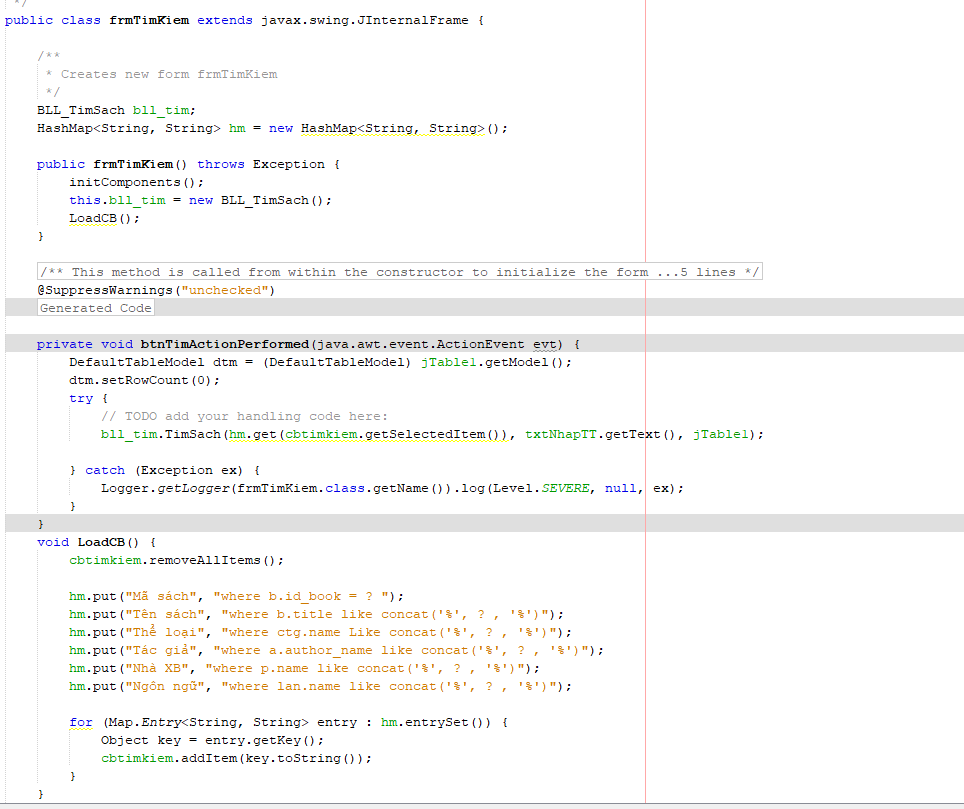 */
public class frmTimKiem extends javax.swing.JInternalFrame {
/**
* Creates new form frmTimKiem
*/
BLL_TimSach bll_tim;
HashMap<String, String> hm = new HashMap<String, String>();
public frmTimKiem() throws Exception {
initComponents();
this.bll_tim = new BLL_TimSach();
LoadCB();
}
/** This method is called from within the constructor to initialize the form ...5 lines */
@SuppressWarnings("unchecked")
Generated Code
private void btnTimActionPerformed(java.awt.event.ActionEvent evt) {
DefaultTableModel dtm = (DefaultTableModel) jTable1.getModel();
dtm.setRowCount(0);
try {
// TODO add your handling code here:
bll_tim.TimSach(hm.get(cbtimkiem.getSelectedItem()), txtNhapTT.getText(), jTable1);
} catch (Exception ex) {
Logger.getLogger(frmTimKiem.class.getName()).log(Level.SEVERE, null, ex);
}
}
void LoadCB() {
cbtimkiem.removeAllItems();
hm.put("Mã sách", "where b.id_book = ? ");
hm.put("Tên sách", "where b.title like concat('%', ? , '%')");
hm.put("Thể loại", "where ctg.name Like concat('%', ? , '%')");
hm.put("Tác giả", "where a.author_name like concat('%', ? , '%')");
hm.put("Nhà XB", "where p.name like concat('%', ? , '%')");
hm.put("Ngôn ngữ", "where lan.name like concat('%', ? , '%')");
for (Map.Entry<String, String> entry : hm.entrySet()) {
Object key = entry.getKey();
cbtimkiem.addItem(key.toString());
}
}